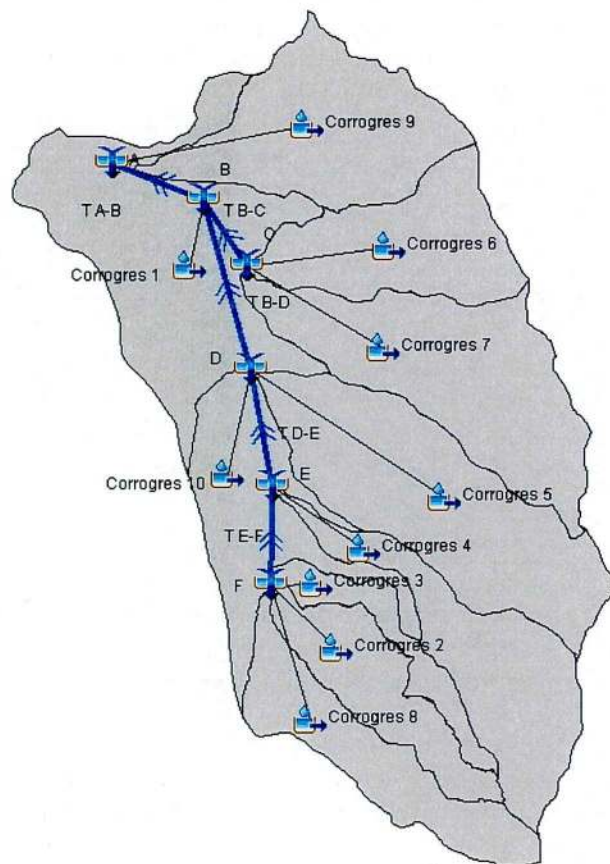 Corrogres 9
A
B
TA-B
TB-C
C
Corrogres 6
Corrogres 1
TB-D
Corrogres 7
D
TD-E
Corrogres 10
E
Corrogres 5
TE-F
Corrogres 4
F
Corrogres 3
Corrogres 2
Corrogres 8